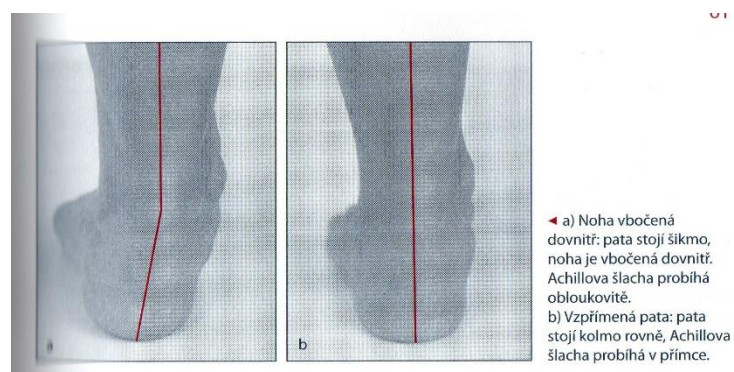 a
b
◄ a) Noha vbočená
dovnitř: pata stojí šikmo,
noha je vbočená dovnitř.
Achillova šlacha probíhá
obloukovitě.
b) Vzpřímená pata: pata
stojí kolmo rovně, Achillova
šlacha probíhá v přímce.